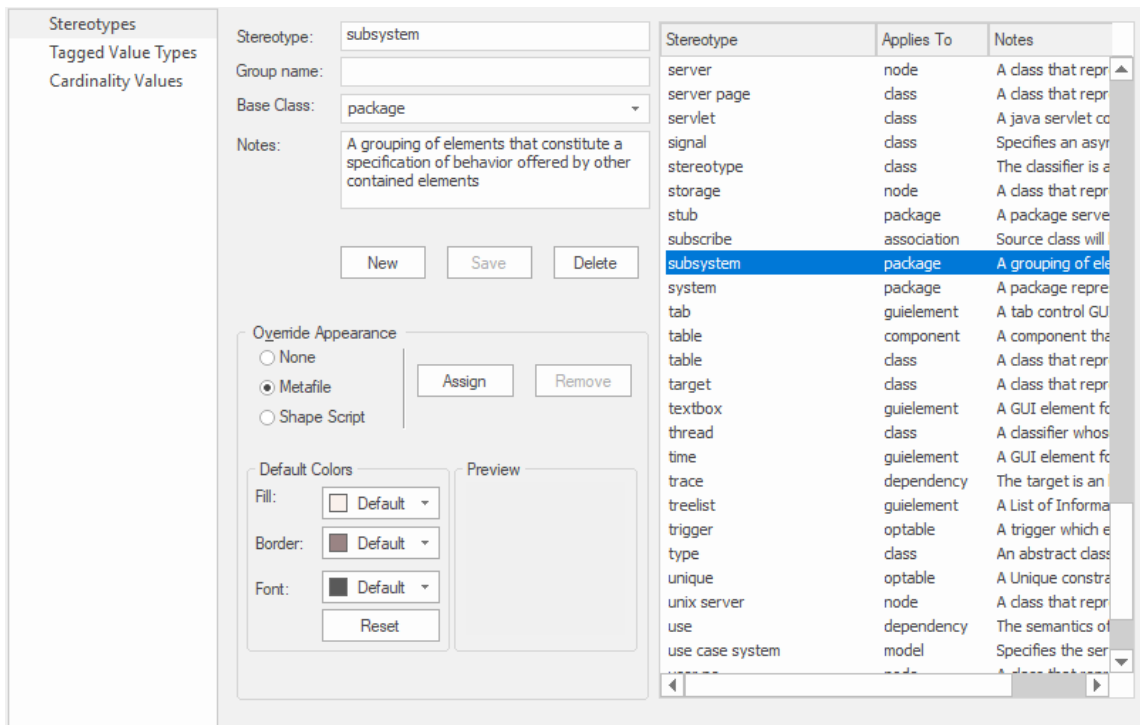 Stereotypes
Tagged Value Types
Cardinality Values
Stereotype: subsystem
Group name:
Base Class: package
Notes: A grouping of elements that constitute a
specification of behavior offered by other
contained elements
New Save Delete
Override Appearance
None
Metafile
Shape Script
Assign Remove
Default Colors
Fill: Default
Border: Default
Font: Default
Reset
Preview
Stereotype Applies To Notes
server node A class that repr
server page class A class that repr
servlet class A java servlet co
signal class Specifies an asyn
stereotype class The classifier is a
storage node A class that repr
stub package A package serve
subscribe association Source class will
subsystem package A grouping of ele
system package A package repre
tab guielement A tab control GU
table component A component tha
table class A class that repr
target class A class that repr
textbox guielement A GUI element fo
thread class A classifier whos
time guielement A GUI element fo
trace dependency The target is an
treelist guielement A List of Informa
trigger optable A trigger which e
type class An abstract class
unique optable A Unique constra
unix server node A class that repr
use dependency The semantics of
use case system model Specifies the ser